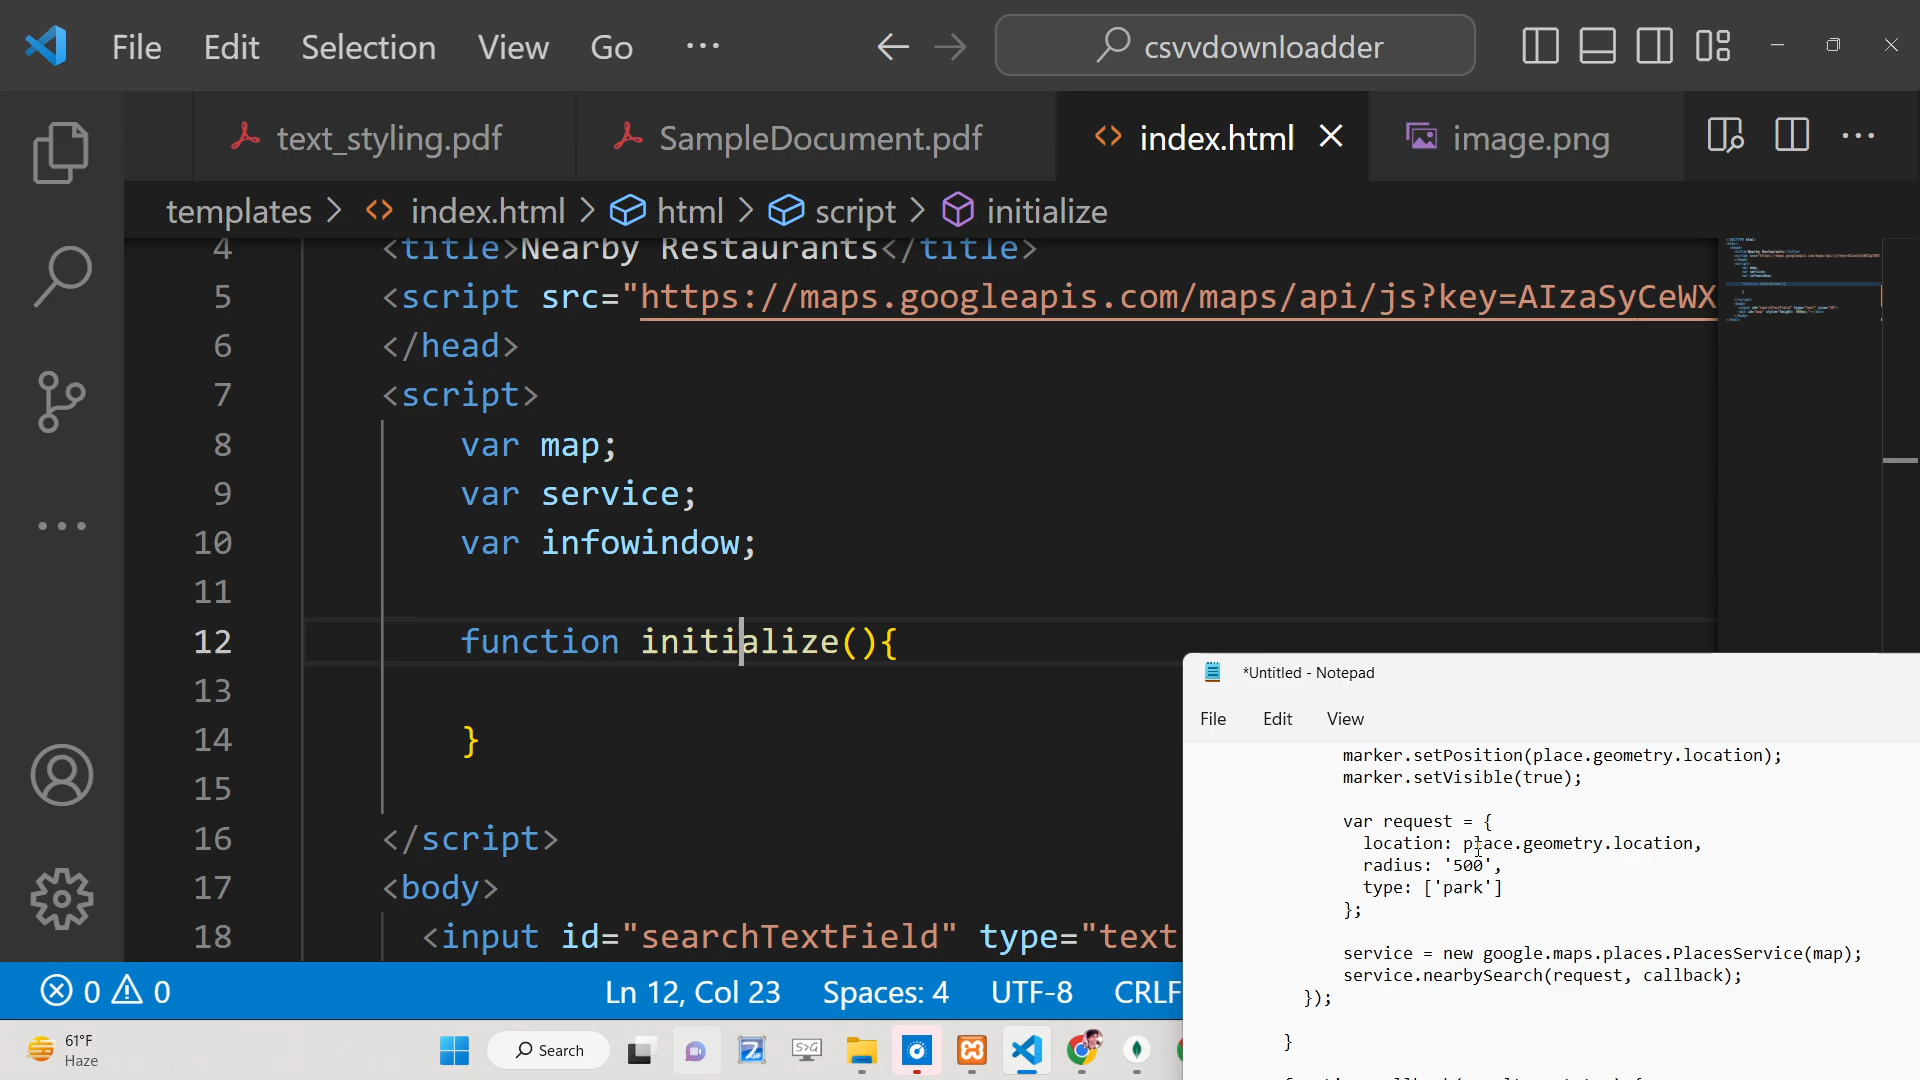 File Edit Selection View Go ...
csvvdownloadder
text_styling.pdf SampleDocument.pdf index.html image.png
templates > index.html > html > script > initialize
4 <title>Nearby Restaurants</title>
5 <script src="https://maps.googleapis.com/maps/api/js?key=AIzaSyCeWX
6 </head>
7 <script>
8 var map;
9 var service;
10 var infowindow;
11
12 function initialize(){
13
14 }
15
16 </script>
17 <body>
18 <input id="searchTextField" type="text
*Untitled - Notepad
File Edit View
marker.setPosition(place.geometry.location);
marker.setVisible(true);
var request = {
location: place.geometry.location,
radius: '500',
type: ['park']
};
service = new google.maps.places.PlacesService(map);
service.nearbySearch(request, callback);
});
}
0 0 Ln 12, Col 23 Spaces: 4 UTF-8 CRLF
61°F
Haze
Search